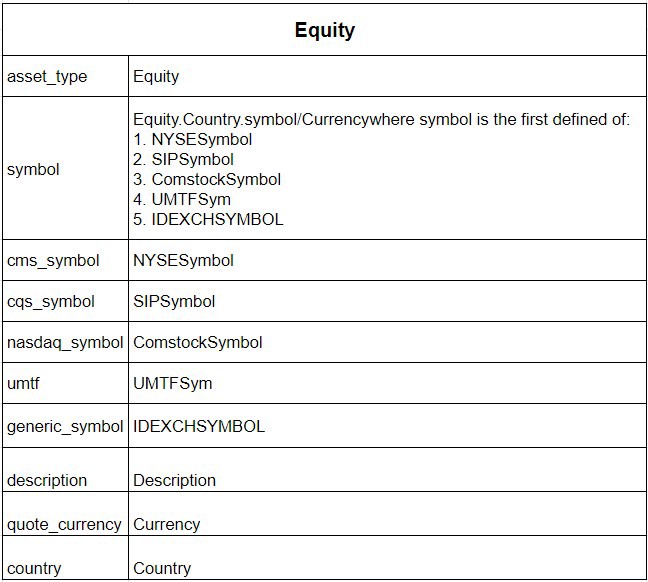 Equity
asset_type Equity
symbol Equity.Country.symbol/Currencywhere symbol is the first defined of:
1. NYSESymbol
2. SIPSymbol
3. ComstockSymbol
4. UMTFSym
5. IDEXCHSYMBOL
cms_symbol NYSESymbol
cqs_symbol SIPSymbol
nasdaq_symbol ComstockSymbol
umtf UMTFSym
generic_symbol IDEXCHSYMBOL
description Description
quote_currency Currency
country Country